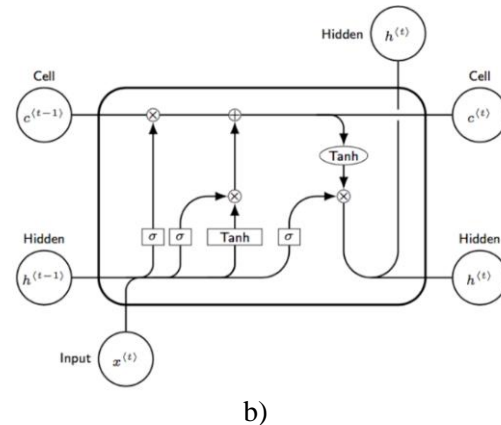 Hidden
h⟨t⟩
Cell
c⟨t−1⟩
Cell
c⟨t⟩
×
+
Tanh
×
×
σ
σ
Tanh
σ
Hidden
h⟨t−1⟩
Hidden
h⟨t⟩
Input
x⟨t⟩
b)